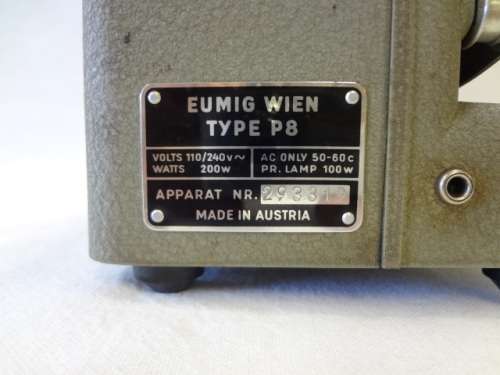 EUMIG WIEN
TYPE P8
VOLTS 110/240V~
WATTS 200W
AC ONLY 50-60c
PR. LAMP 100W
APPARAT NR.
MADE IN AUSTRIA